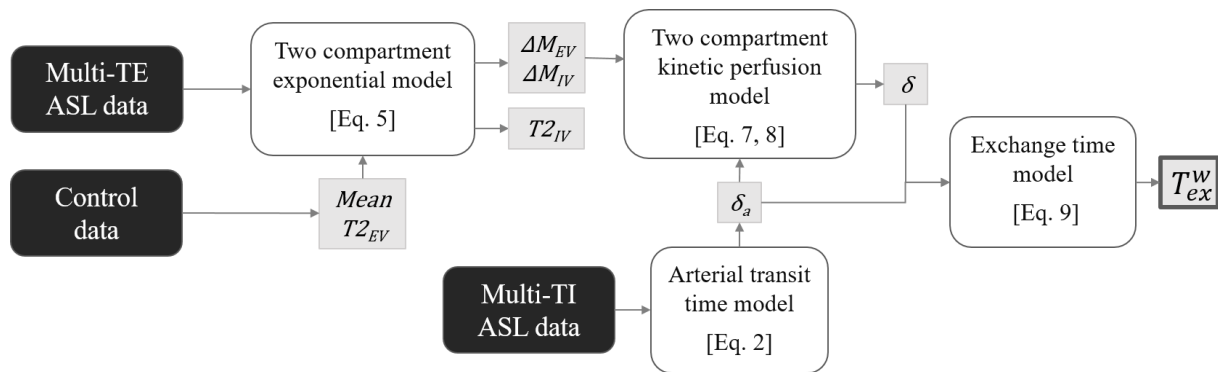 Multi-TE
ASL data
Two compartment
exponential model
[Eq. 5]
ΔM_EV
ΔM_IV
T2_IV
Two compartment
kinetic perfusion
model
[Eq. 7, 8]
δ
Control
data
Mean
T2_EV
δ_a
Exchange time
model
[Eq. 9]
T_ex^w
Multi-TI
ASL data
Arterial transit
time model
[Eq. 2]